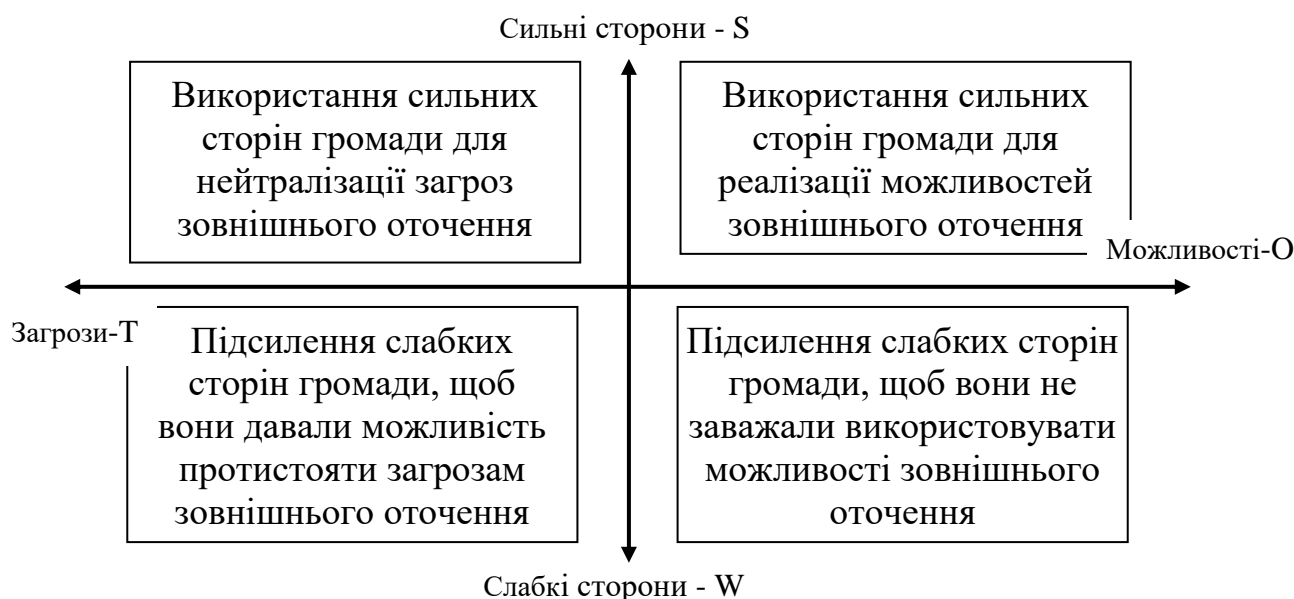 Сильні сторони - S
Використання сильних
сторін громади для
нейтралізації загроз
зовнішнього оточення
Використання сильних
сторін громади для
реалізації можливостей
зовнішнього оточення
Можливості-О
Загрози-Т
Підсилення слабких
сторін громади, щоб
вони давали можливість
протистояти загрозам
зовнішнього оточення
Підсилення слабких сторін
громади, щоб вони не
заважали використовувати
можливості зовнішнього
оточення
Слабкі сторони - W